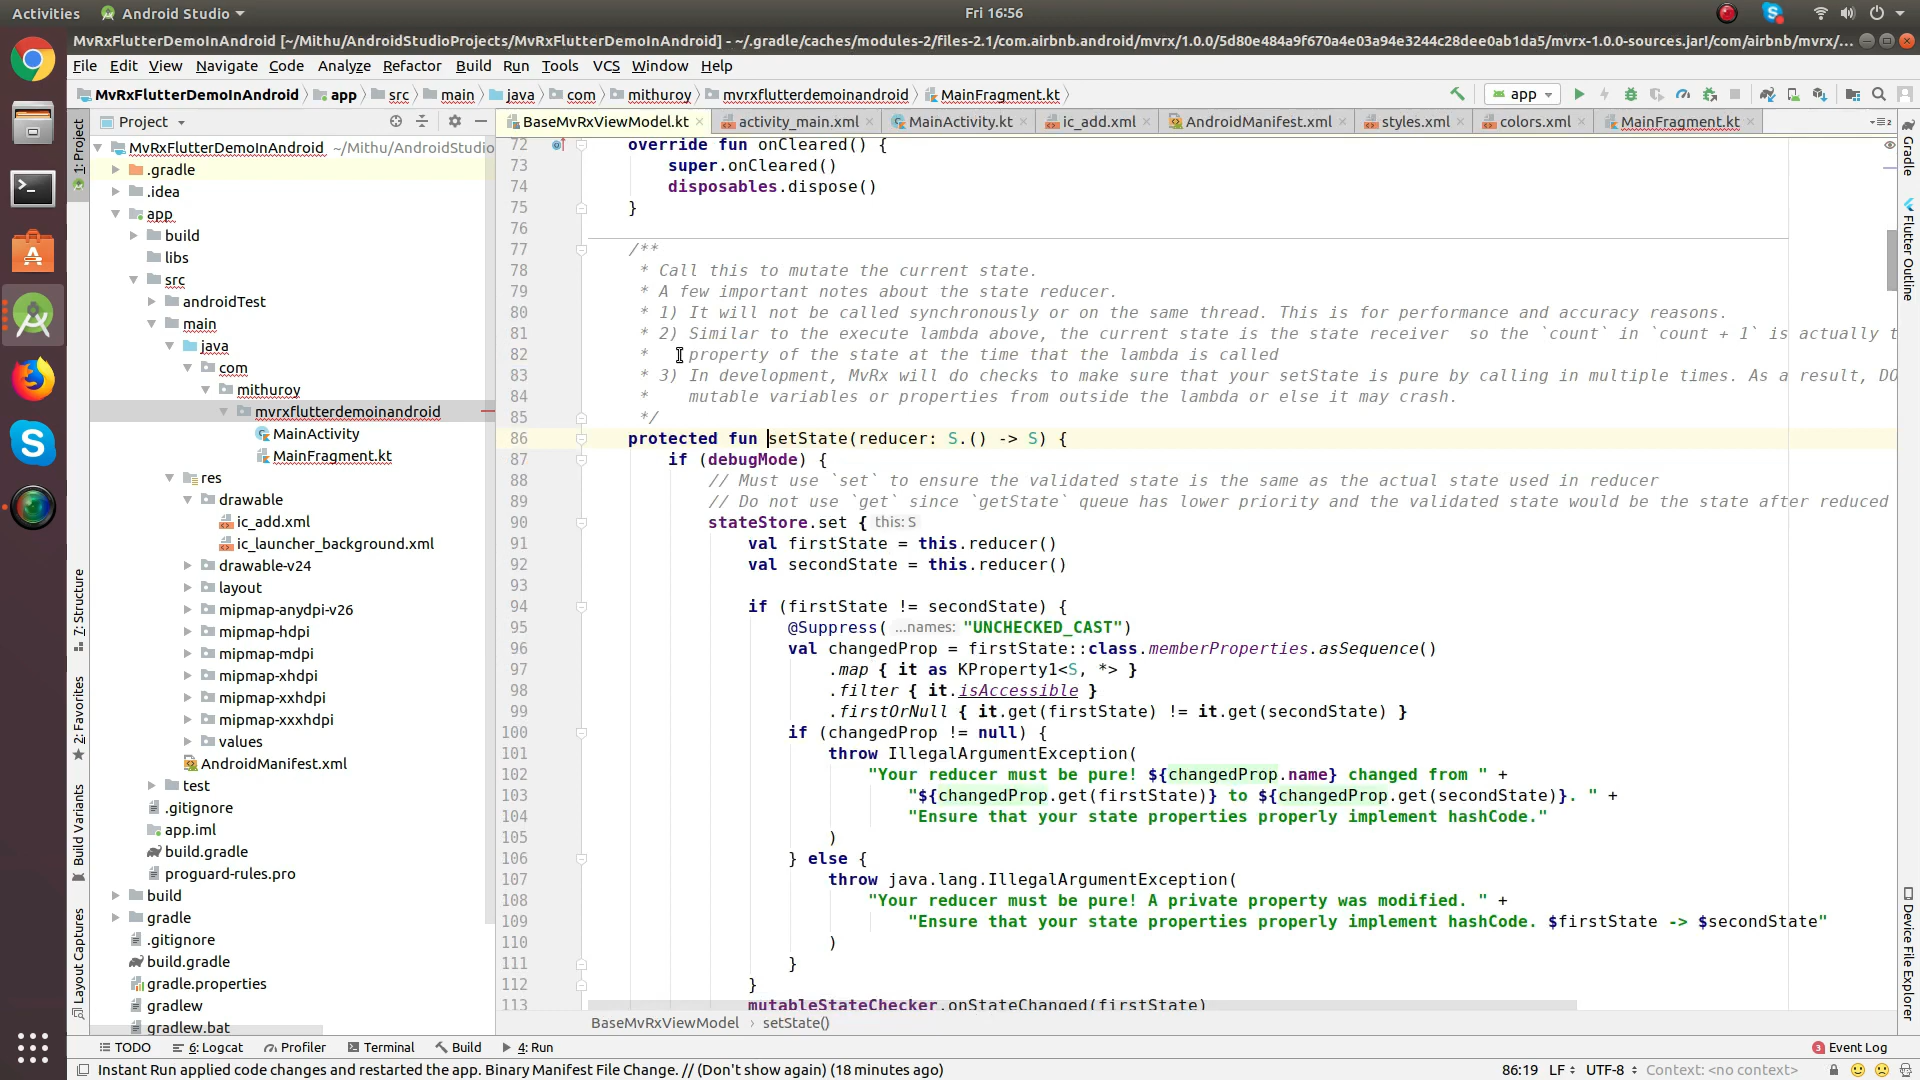 Activities
Android Studio
Fri 16:56
MvRxFlutterDemoInAndroid [~/Mithu/AndroidStudioProjects/MvRxFlutterDemoInAndroid] - ~/.gradle/caches/modules-2/files-2.1/com.airbnb.android/mvrx/1.0.0/5d80e484a9f670a4e03a94e3244c28dee0ab1da5/mvrx-1.0.0-sources.jar!/com/airbnb/mvrx/...
File Edit View Navigate Code Analyze Refactor Build Run Tools VCS Window Help
MvRxFlutterDemoInAndroid app src main java com mithuroy mvrxflutterdemoinandroid MainFragment.kt
app
Project
BaseMvRxViewModel.kt activity_main.xml MainActivity.kt ic_add.xml AndroidManifest.xml styles.xml colors.xml MainFragment.kt
1: Project
7: Structure
2: Favorites
Build Variants
Layout Captures
MvRxFlutterDemoInAndroid ~/Mithu/AndroidStudio
.gradle
.idea
app
build
libs
src
androidTest
main
java
com
mithuroy
mvrxflutterdemoinandroid
MainActivity
MainFragment.kt
res
drawable
ic_add.xml
ic_launcher_background.xml
drawable-v24
layout
mipmap-anydpi-v26
mipmap-hdpi
mipmap-mdpi
mipmap-xhdpi
mipmap-xxhdpi
mipmap-xxxhdpi
values
AndroidManifest.xml
test
.gitignore
app.iml
build.gradle
proguard-rules.pro
build
gradle
.gitignore
build.gradle
gradle.properties
gradlew
gradlew.bat
72 override fun onCleared() {
73 super.onCleared()
74 disposables.dispose()
75 }
76
77 /**
78 * Call this to mutate the current state.
79 * A few important notes about the state reducer.
80 * 1) It will not be called synchronously or on the same thread. This is for performance and accuracy reasons.
81 * 2) Similar to the execute lambda above, the current state is the state receiver  so the `count` in `count + 1` is actually t
82 * property of the state at the time that the lambda is called
83 * 3) In development, MvRx will do checks to make sure that your setState is pure by calling in multiple times. As a result, DO
84 * mutable variables or properties from outside the lambda or else it may crash.
85 */
86 protected fun setState(reducer: S.() -> S) {
87 if (debugMode) {
88 // Must use `set` to ensure the validated state is the same as the actual state used in reducer
89 // Do not use `get` since `getState` queue has lower priority and the validated state would be the state after reduced
90 stateStore.set { this: S
91 val firstState = this.reducer()
92 val secondState = this.reducer()
93
94 if (firstState != secondState) {
95 @Suppress( ...names: "UNCHECKED_CAST")
96 val changedProp = firstState::class.memberProperties.asSequence()
97 .map { it as KProperty1<S, *> }
98 .filter { it.isAccessible }
99 .firstOrNull { it.get(firstState) != it.get(secondState) }
100 if (changedProp != null) {
101 throw IllegalArgumentException(
102 "Your reducer must be pure! ${changedProp.name} changed from " +
103 "${changedProp.get(firstState)} to ${changedProp.get(secondState)}. " +
104 "Ensure that your state properties properly implement hashCode."
105 )
106 } else {
107 throw java.lang.IllegalArgumentException(
108 "Your reducer must be pure! A private property was modified. " +
109 "Ensure that your state properties properly implement hashCode. $firstState -> $secondState"
110 )
111 }
112 }
113 mutableStateChecker.onStateChanged(firstState)
BaseMvRxViewModel setState()
Gradle
Flutter Outline
Device File Explorer
TODO 6: Logcat Profiler Terminal Build 4: Run
3 Event Log
Instant Run applied code changes and restarted the app. Binary Manifest File Change. // (Don't show again) (18 minutes ago)
86:19 LF UTF-8 Context: <no context>